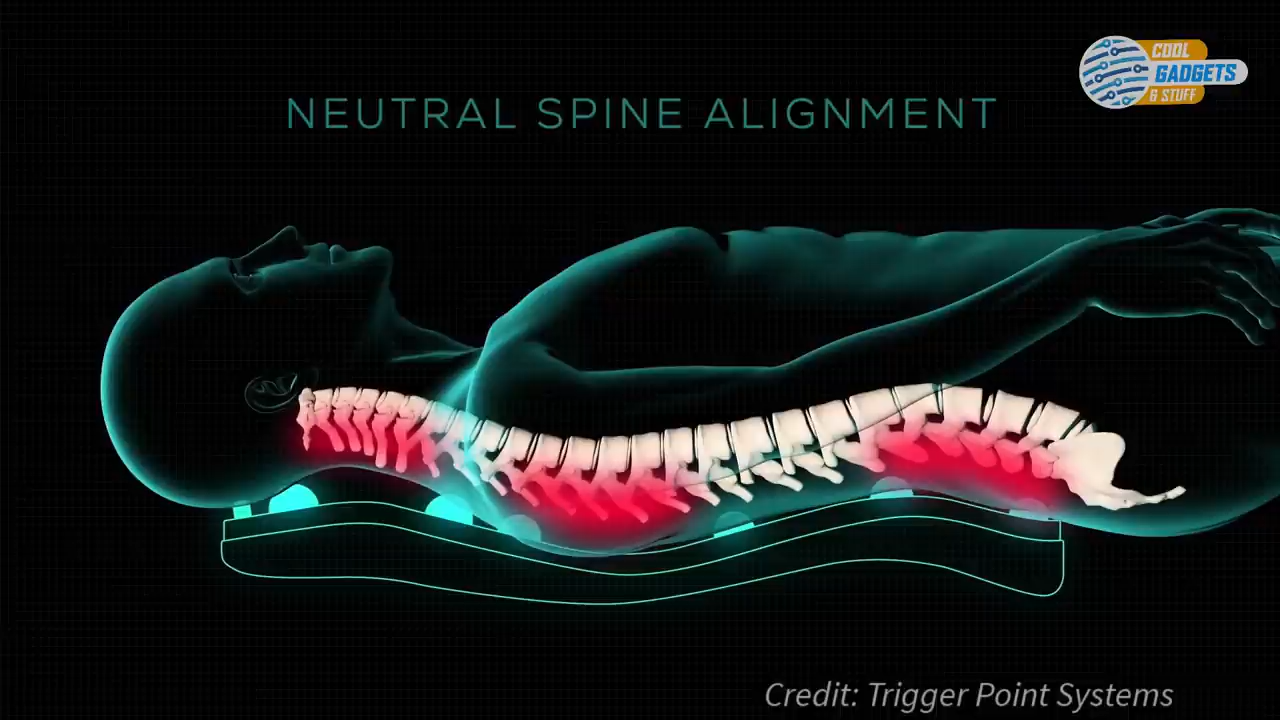 COOL
GADGETS
& STUFF
NEUTRAL SPINE ALIGNMENT
Credit: Trigger Point Systems